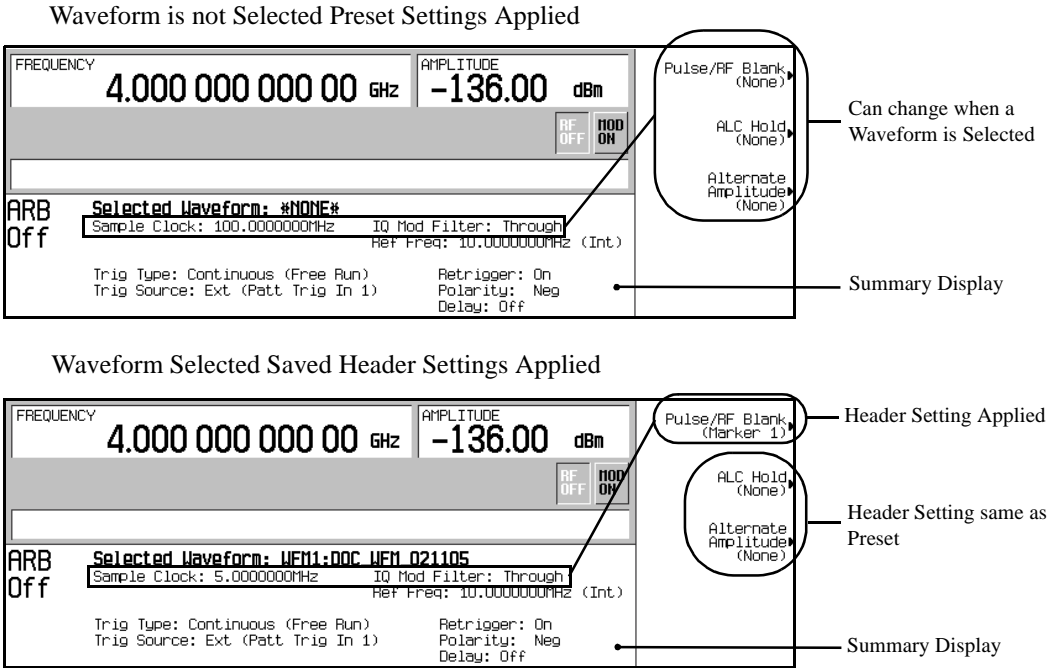 Waveform is not Selected Preset Settings Applied
FREQUENCY
4.000 000 000 00 GHz
AMPLITUDE
-136.00 dBm
RF OFF
MOD ON
Pulse/RF Blank
(None)
ALC Hold
(None)
Alternate
Amplitude
(None)
Can change when a
Waveform is Selected
ARB
Off
Selected Waveform: *NONE*
Sample Clock: 100.0000000MHz IQ Mod Filter: Through
Ref Freq: 10.0000000MHz (Int)
Trig Type: Continuous (Free Run) Retrigger: On
Trig Source: Ext (Patt Trig In 1) Polarity: Neg
Delay: Off
Summary Display
Waveform Selected Saved Header Settings Applied
FREQUENCY
4.000 000 000 00 GHz
AMPLITUDE
-136.00 dBm
RF OFF
MOD ON
Pulse/RF Blank
(Marker 1)
Header Setting Applied
ALC Hold
(None)
Alternate
Amplitude
(None)
Header Setting same as
Preset
ARB
Off
Selected Waveform: WFM1:DOC_WFM_021105
Sample Clock: 5.0000000MHz IQ Mod Filter: Through
Ref Freq: 10.0000000MHz (Int)
Trig Type: Continuous (Free Run) Retrigger: On
Trig Source: Ext (Patt Trig In 1) Polarity: Neg
Delay: Off
Summary Display